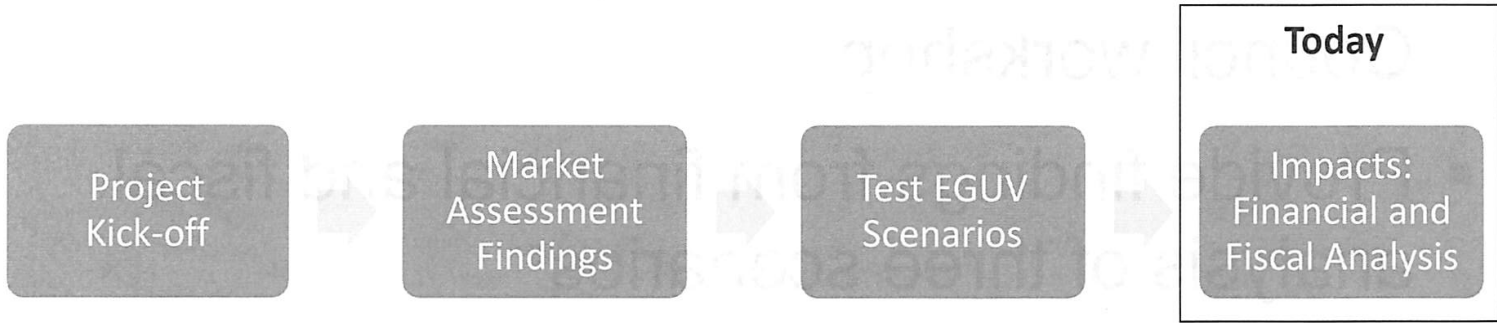 Today
Project
Kick-off
Market
Assessment
Findings
Test EGUV
Scenarios
Impacts:
Financial and
Fiscal Analysis